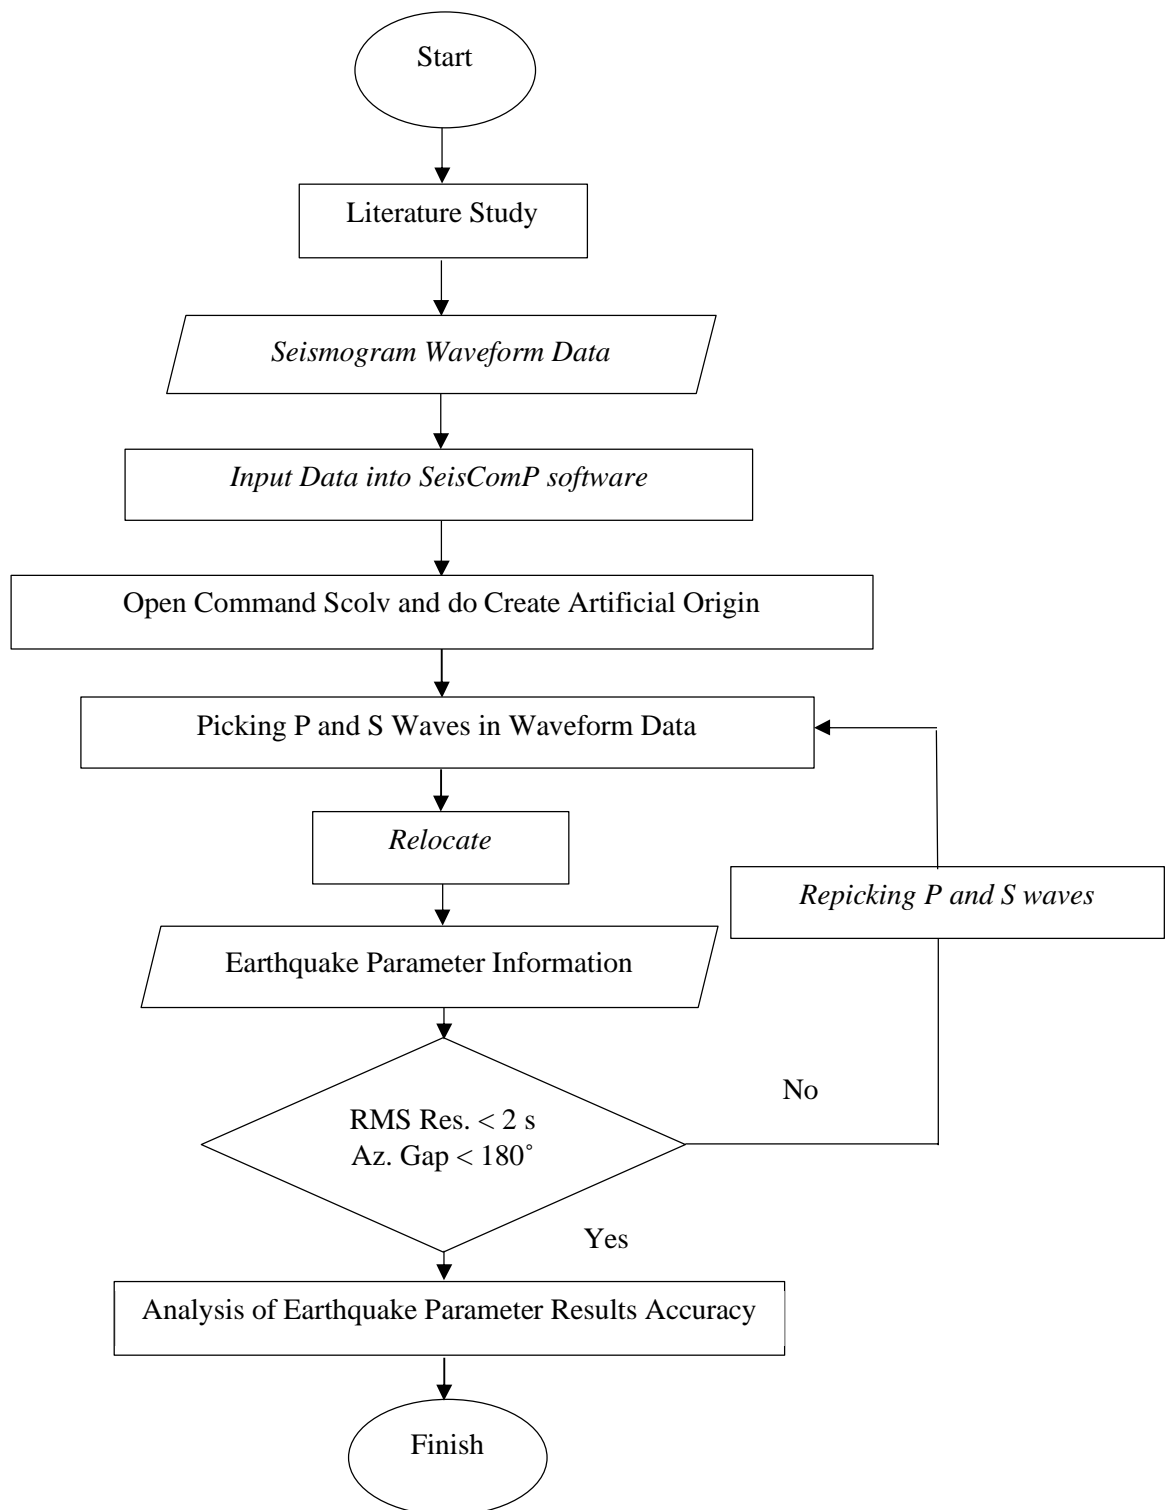 Start
Literature Study
Seismogram Waveform Data
Input Data into SeisComP software
Open Command Scolv and do Create Artificial Origin
Picking P and S Waves in Waveform Data
Relocate
Repicking P and S waves
Earthquake Parameter Information
RMS Res. < 2 s
Az. Gap < 180˚
No
Yes
Analysis of Earthquake Parameter Results Accuracy
Finish